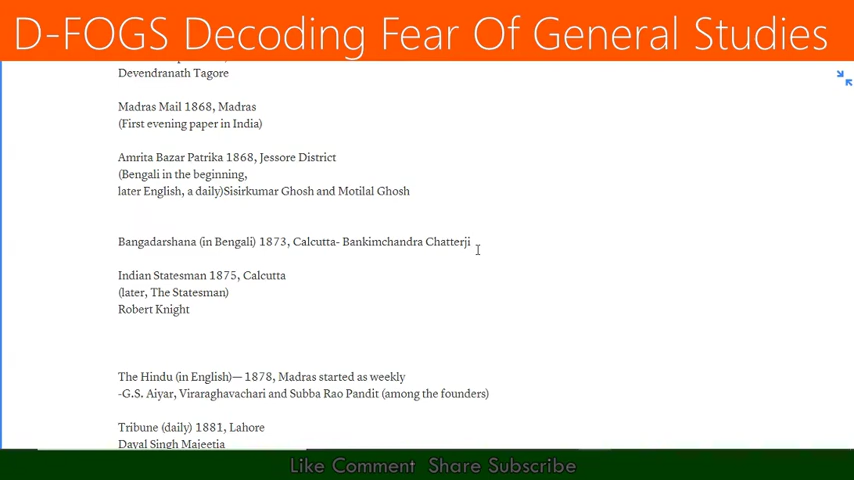 D-FOGS Decoding Fear Of General Studies
Devendranath Tagore
Madras Mail 1868, Madras
(First evening paper in India)
Amrita Bazar Patrika 1868, Jessore District
(Bengali in the beginning,
later English, a daily)Sisirkumar Ghosh and Motilal Ghosh
Bangadarshana (in Bengali) 1873, Calcutta- Bankimchandra Chatterji
Indian Statesman 1875, Calcutta
(later, The Statesman)
Robert Knight
The Hindu (in English)— 1878, Madras started as weekly
-G.S. Aiyar, Viraraghavachari and Subba Rao Pandit (among the founders)
Tribune (daily) 1881, Lahore
Dayal Singh Majeetia
Like Comment Share Subscribe